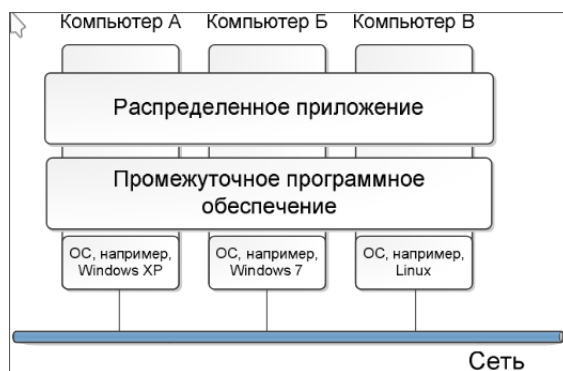 Компьютер А Компьютер Б Компьютер В
Распределенное приложение
Промежуточное программное
обеспечение
ОС, например,
Windows XP
ОС, например,
Windows 7
ОС, например,
Linux
Сеть